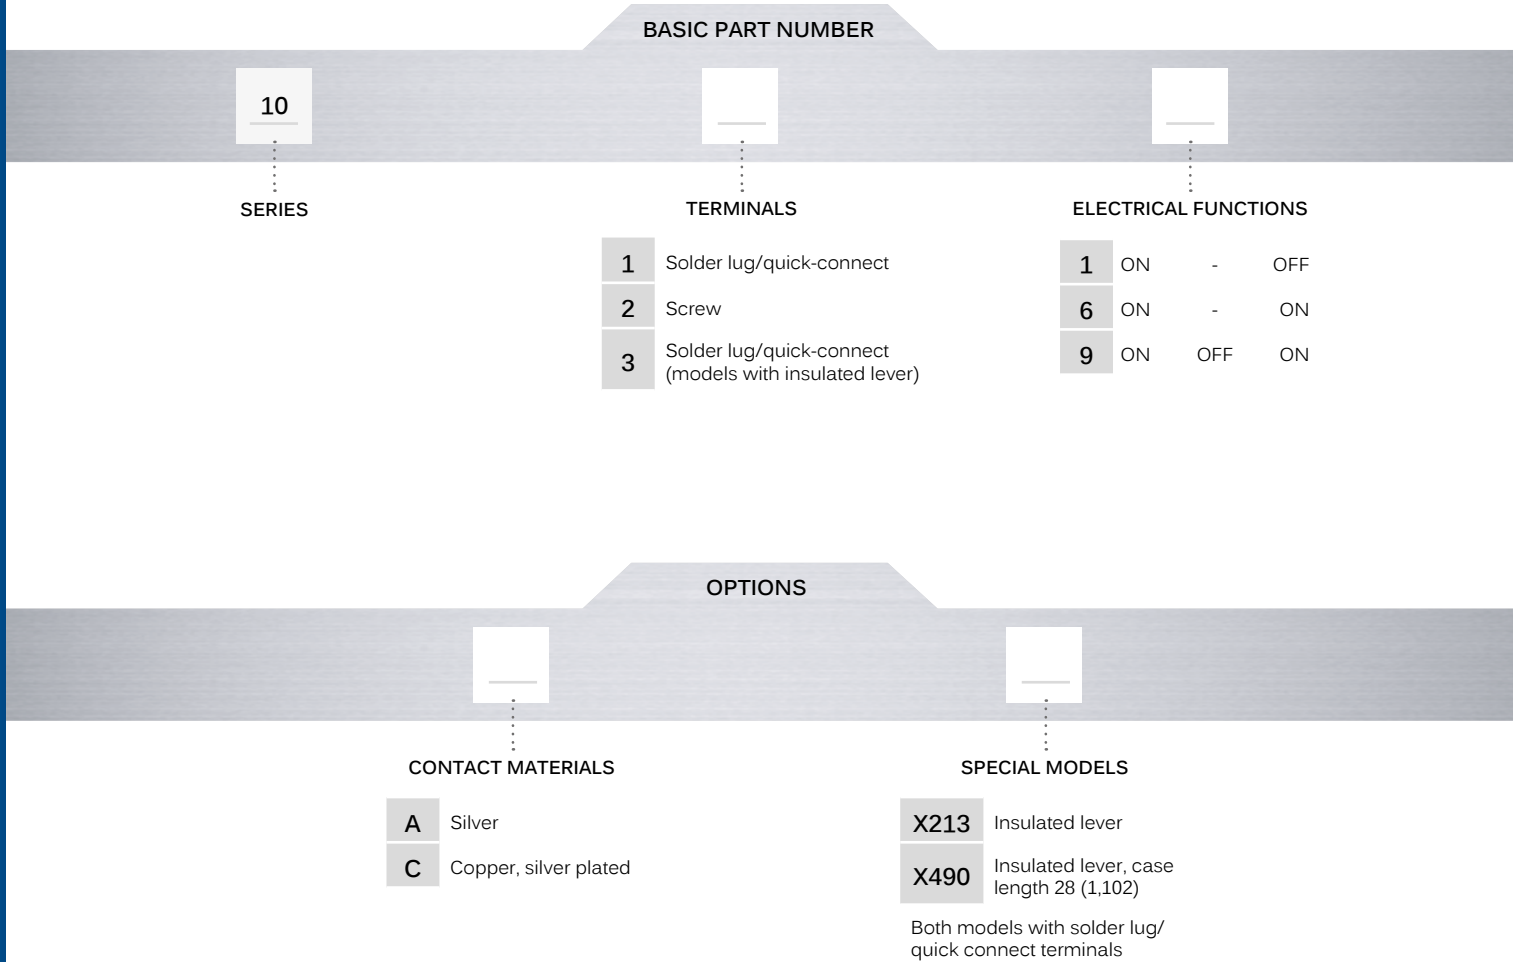 BASIC PART NUMBER
10
SERIES
TERMINALS
1 Solder lug/quick-connect
2 Screw
3 Solder lug/quick-connect
(models with insulated lever)
ELECTRICAL FUNCTIONS
1 ON - OFF
6 ON - ON
9 ON OFF ON
OPTIONS
CONTACT MATERIALS
A Silver
C Copper, silver plated
SPECIAL MODELS
X213 Insulated lever
X490 Insulated lever, case
length 28 (1,102)
Both models with solder lug/
quick connect terminals